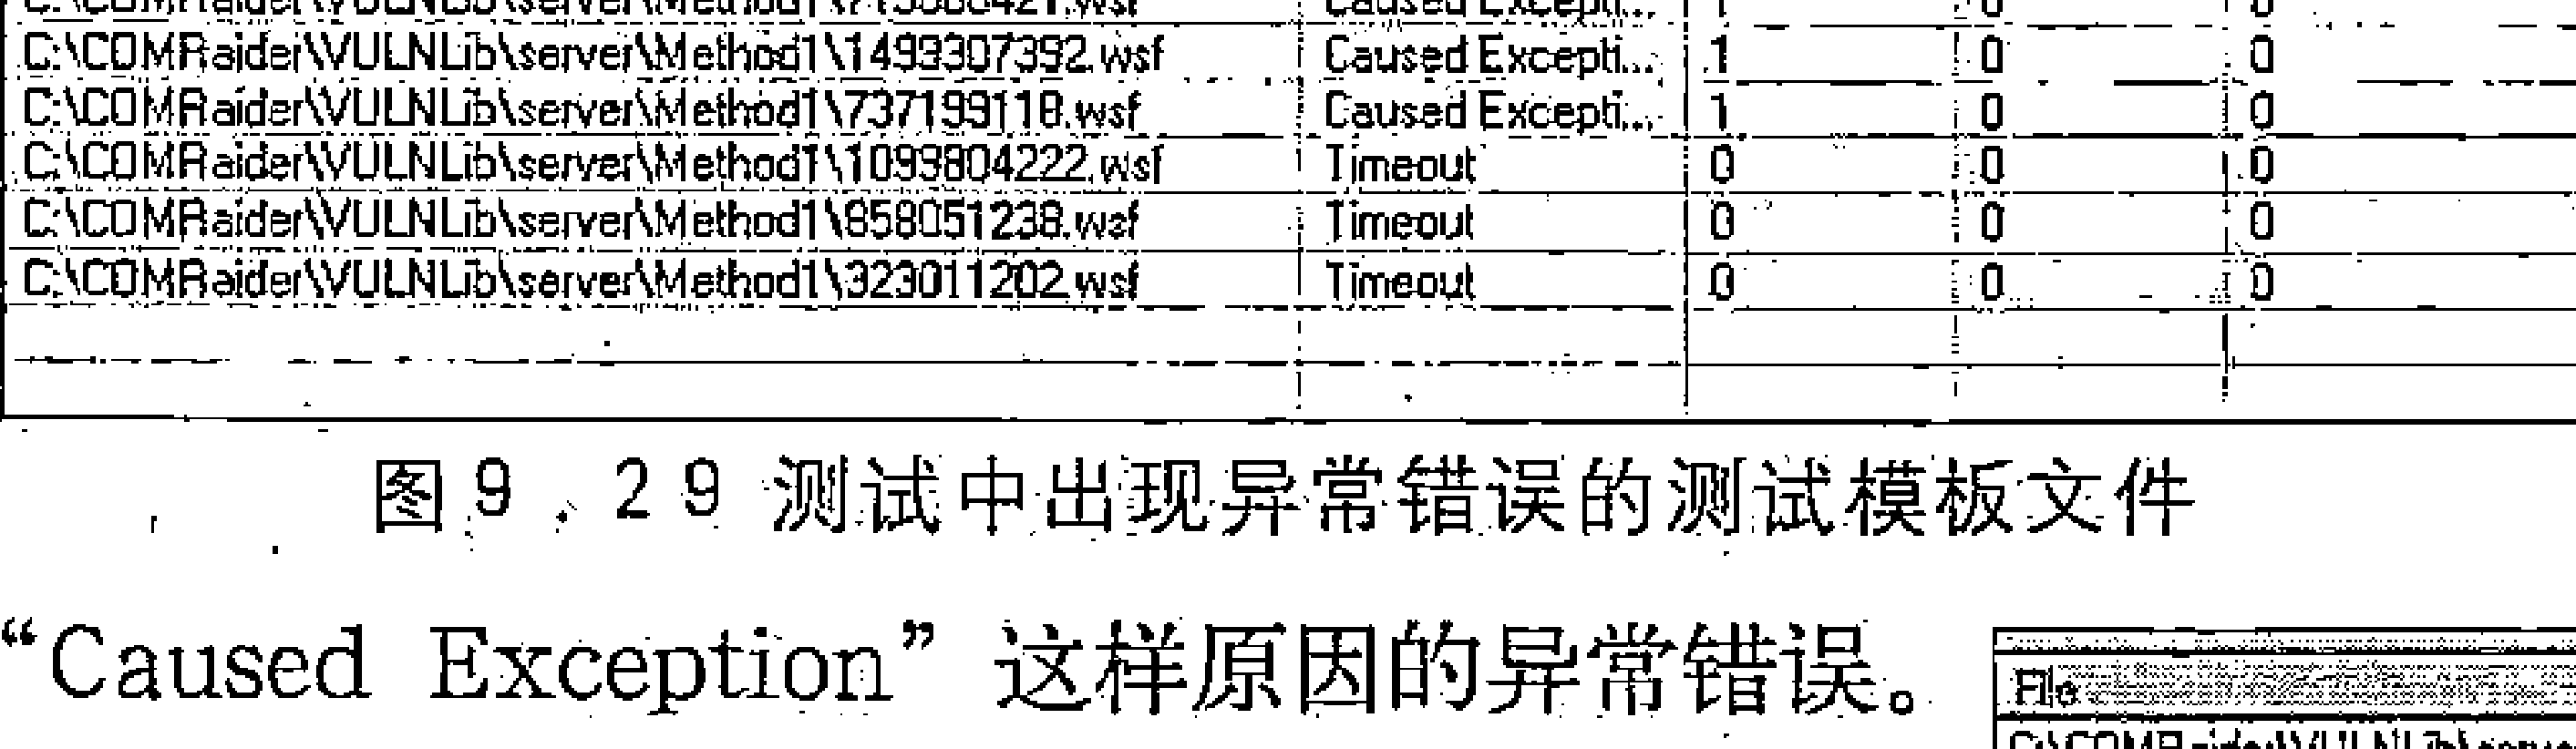 C:\COMRaider\VULNLib\server\Method1\1499307392.wsf Caused Excepti... 1 0 0
C:\COMRaider\VULNLib\server\Method1\737199118.wsf Caused Excepti... 1 0 0
C:\COMRaider\VULNLib\server\Method1\1099804222.wsf Timeout 0 0 0
C:\COMRaider\VULNLib\server\Method1\858051238.wsf Timeout 0 0 0
C:\COMRaider\VULNLib\server\Method1\323011202.wsf Timeout 0 0 0
图9.29 测试中出现异常错误的测试模板文件
“Caused Exception”这样原因的异常错误。
File